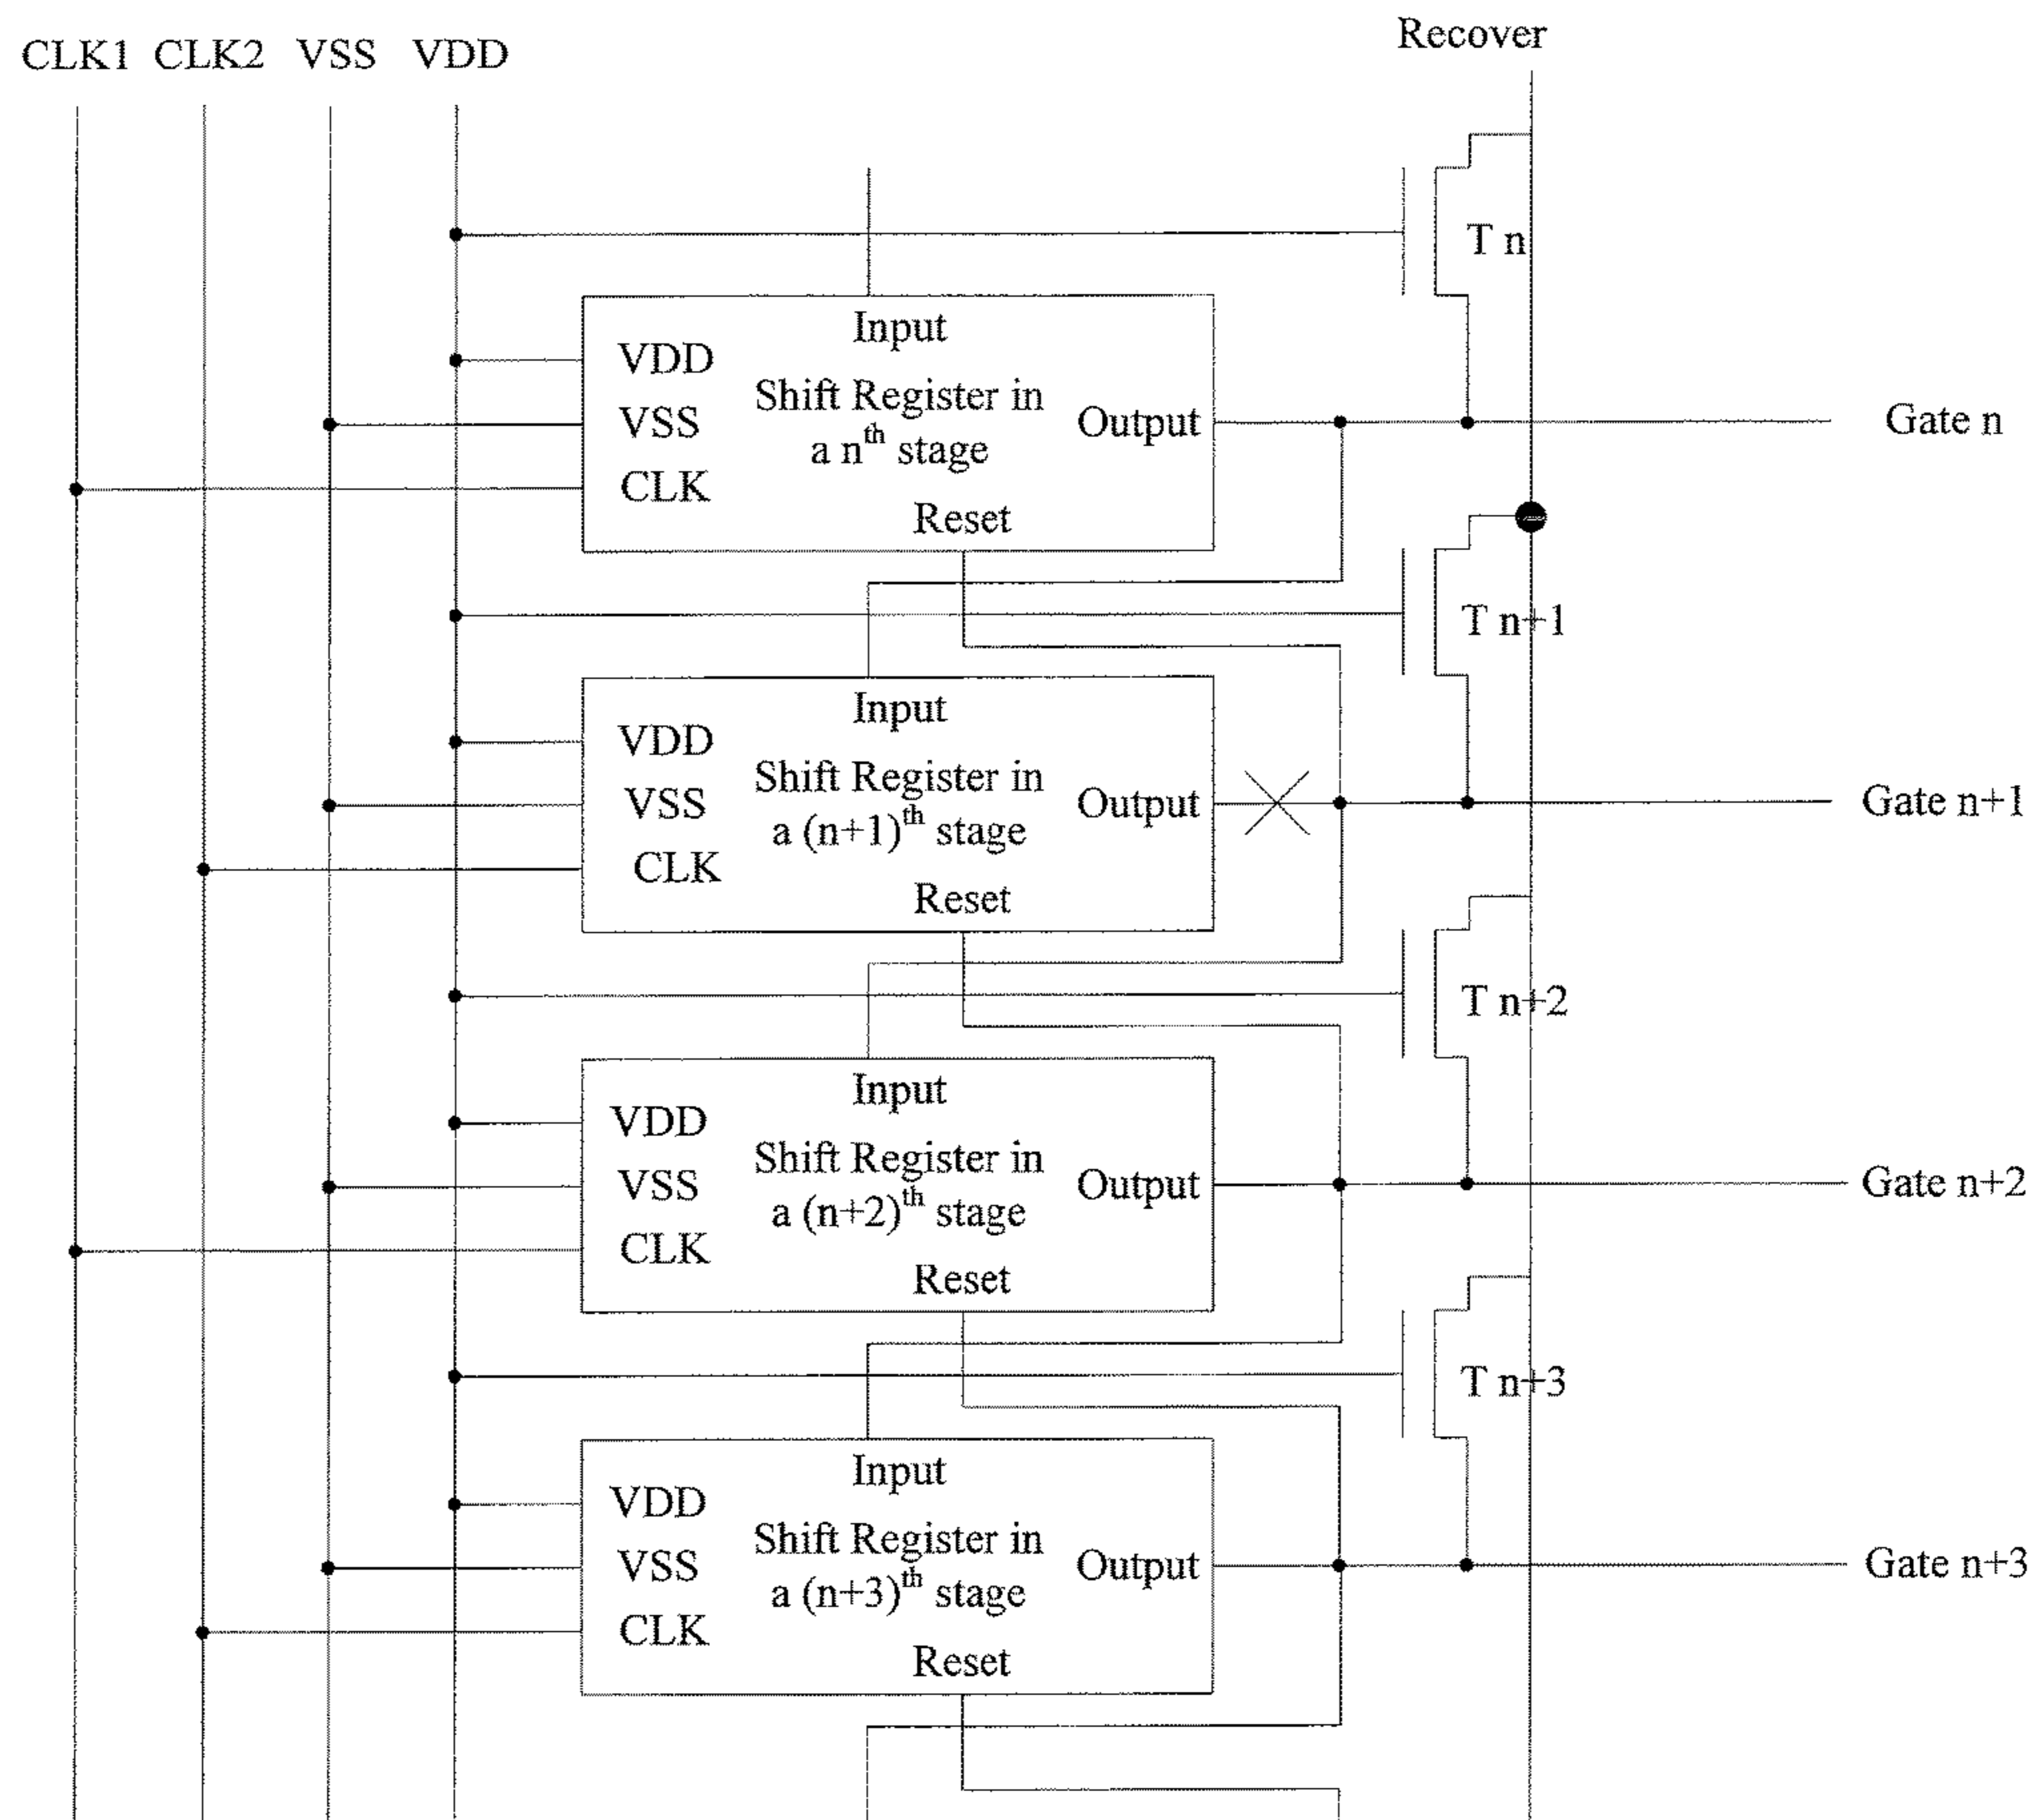 Recover
CLK1 CLK2 VSS VDD
T n
Input
VDD
Shift Register in
VSS
Output
Gate n
a nth stage
CLK
Reset
T n+1
Input
VDD
Shift Register in
VSS
Output
Gate n+1
a (n+1)th stage
CLK
Reset
T n+2
Input
VDD
Shift Register in
VSS
Output
Gate n+2
a (n+2)th stage
CLK
Reset
T n+3
Input
VDD
Shift Register in
VSS
Output
Gate n+3
a (n+3)th stage
CLK
Reset